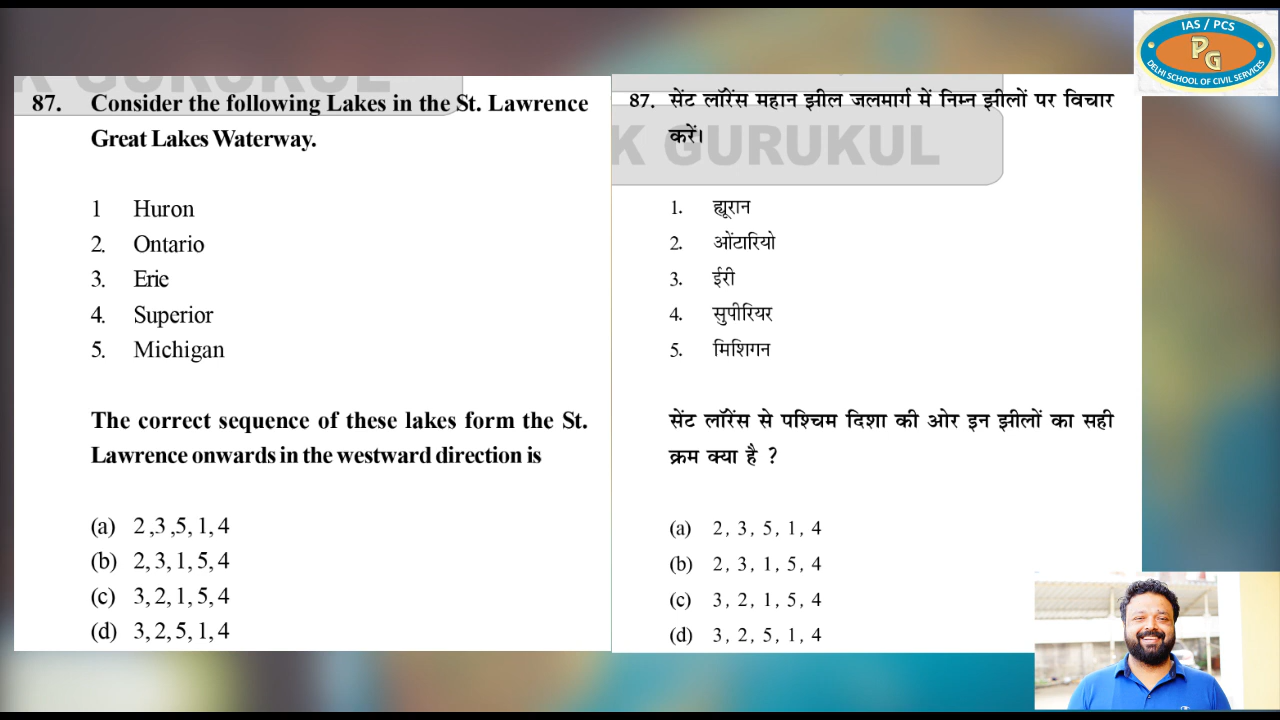 IAS / PCS
PG
DELHI SCHOOL OF CIVIL SERVICES
K GURUKUL
87. Consider the following Lakes in the St. Lawrence
Great Lakes Waterway.
1 Huron
2. Ontario
3. Erie
4. Superior
5. Michigan
The correct sequence of these lakes form the St.
Lawrence onwards in the westward direction is
(a) 2 ,3 ,5, 1, 4
(b) 2, 3, 1, 5, 4
(c) 3, 2, 1, 5, 4
(d) 3, 2, 5, 1, 4
87. सेंट लॉरेंस महान झील जलमार्ग में निम्न झीलों पर विचार
करें।
K GURUKUL
1. ह्यूरान
2. ओंटारियो
3. ईरी
4. सुपीरियर
5. मिशिगन
सेंट लॉरेंस से पश्चिम दिशा की ओर इन झीलों का सही
क्रम क्या है ?
(a) 2, 3, 5, 1, 4
(b) 2, 3, 1, 5, 4
(c) 3, 2, 1, 5, 4
(d) 3, 2, 5, 1, 4